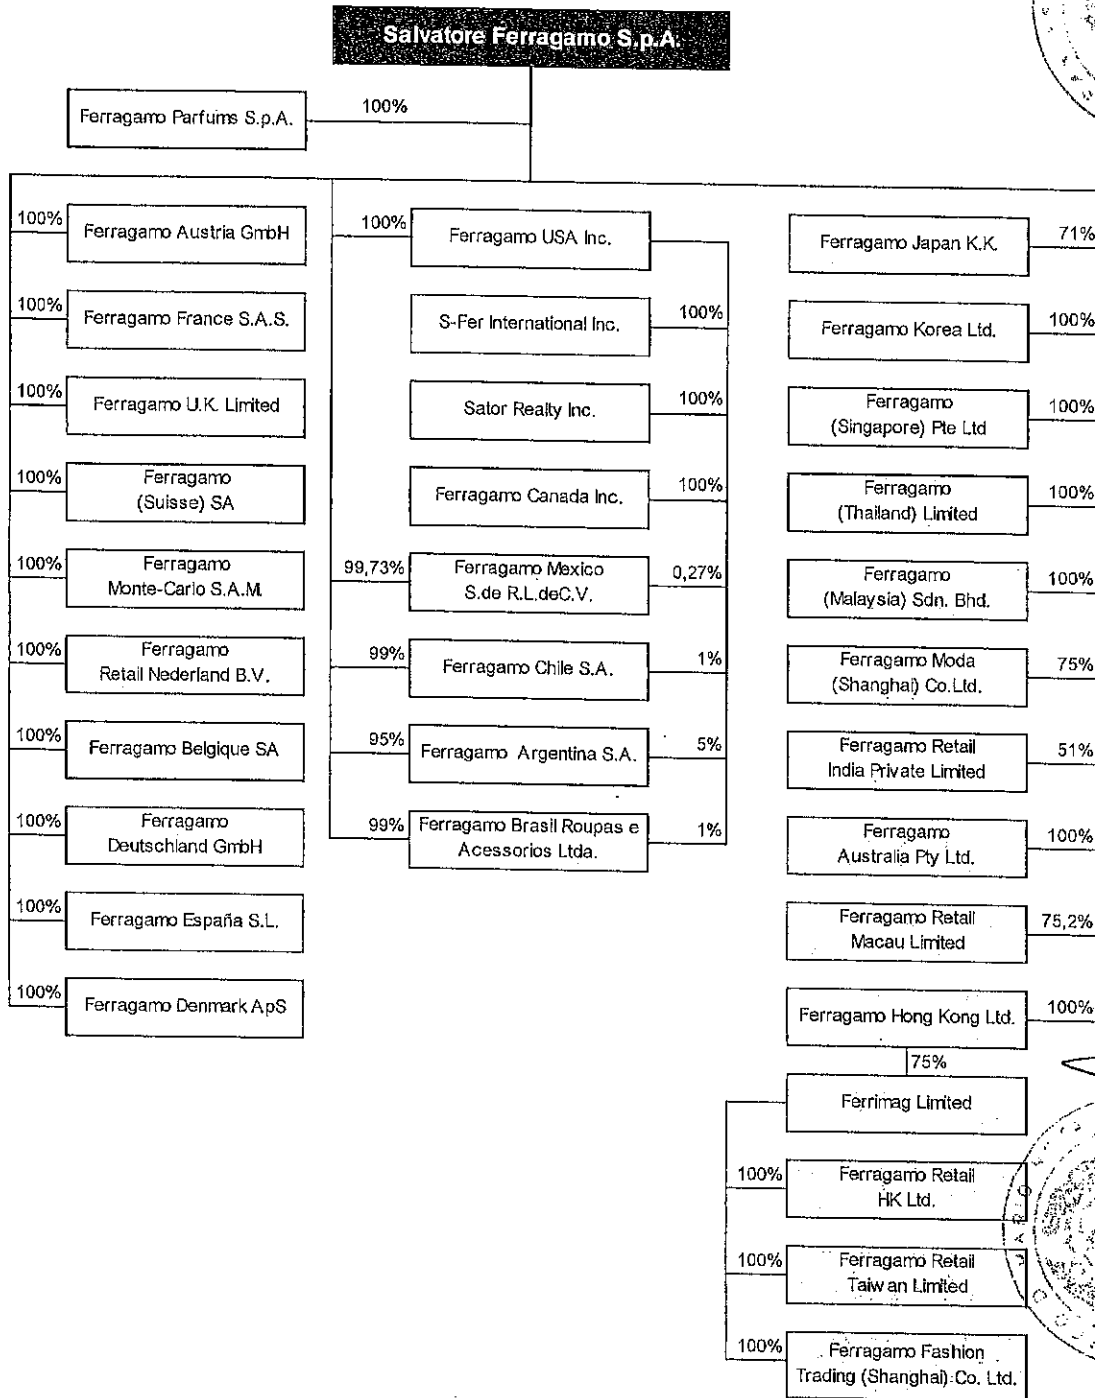 Salvatore Ferragamo S.p.A.
100%
Ferragamo Parfums S.p.A.
100%
Ferragamo Austria GmbH
100%
Ferragamo France S.A.S.
100%
Ferragamo U.K. Limited
100%
Ferragamo
(Suisse) SA
100%
Ferragamo
Monte-Carlo S.A.M.
100%
Ferragamo
Retail Nederland B.V.
100%
Ferragamo Belgique SA
100%
Ferragamo
Deutschland GmbH
100%
Ferragamo España S.L.
100%
Ferragamo Denmark ApS
100%
Ferragamo USA Inc.
S-Fer International Inc.
100%
Sator Realty Inc.
100%
Ferragamo Canada Inc.
100%
99,73%
Ferragamo Mexico
S.de R.L.deC.V.
0,27%
99%
Ferragamo Chile S.A.
1%
95%
Ferragamo Argentina S.A.
5%
99%
Ferragamo Brasil Roupas e
Acessorios Ltda.
1%
Ferragamo Japan K.K.
71%
Ferragamo Korea Ltd.
100%
Ferragamo
(Singapore) Pte Ltd
100%
Ferragamo
(Thailand) Limited
100%
Ferragamo
(Malaysia) Sdn. Bhd.
100%
Ferragamo Moda
(Shanghai) Co.Ltd.
75%
Ferragamo Retail
India Private Limited
51%
Ferragamo
Australia Pty Ltd.
100%
Ferragamo Retail
Macau Limited
75,2%
Ferragamo Hong Kong Ltd.
100%
75%
Ferrimag Limited
100%
Ferragamo Retail
HK Ltd.
100%
Ferragamo Retail
Taiwan Limited
100%
Ferragamo Fashion
Trading (Shanghai) Co. Ltd.